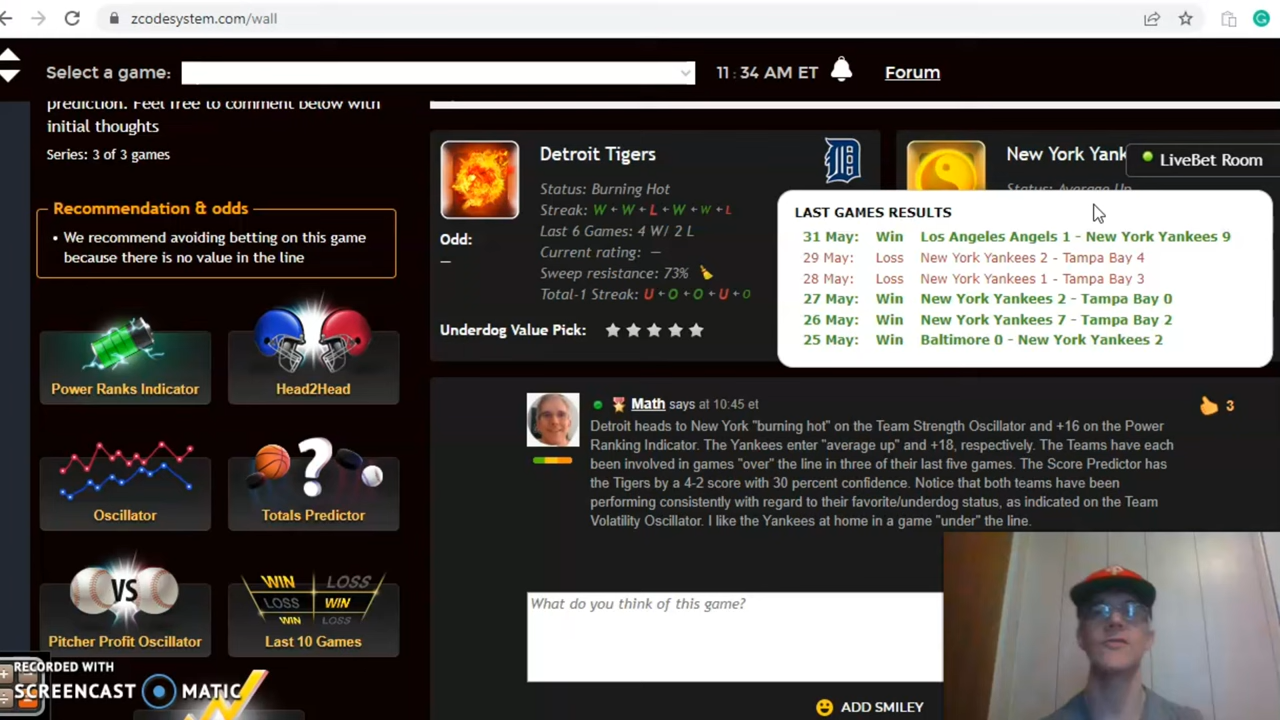 zcodesystem.com/wall
Select a game:
11:34 AM ET
Forum
prediction. Feel free to comment below with
initial thoughts
Series: 3 of 3 games
Recommendation & odds
• We recommend avoiding betting on this game
because there is no value in the line
Power Ranks Indicator
Head2Head
Oscillator
Totals Predictor
VS
Pitcher Profit Oscillator
WIN LOSS
LOSS WIN
WIN LOSS
Last 10 Games
RECORDED WITH
SCREENCAST MATIC
Detroit Tigers
Status: Burning Hot
Streak: W - W - L - W - W - L
Last 6 Games: 4 W/ 2 L
Current rating: —
Sweep resistance: 73%
Total-1 Streak: U - O - O - U - O
Odd:
—
Underdog Value Pick:
New York Yank
Status: Average Up
LiveBet Room
LAST GAMES RESULTS
31 May: Win Los Angeles Angels 1 - New York Yankees 9
29 May: Loss New York Yankees 2 - Tampa Bay 4
28 May: Loss New York Yankees 1 - Tampa Bay 3
27 May: Win New York Yankees 2 - Tampa Bay 0
26 May: Win New York Yankees 7 - Tampa Bay 2
25 May: Win Baltimore 0 - New York Yankees 2
Math says at 10:45 et
3
Detroit heads to New York "burning hot" on the Team Strength Oscillator and +16 on the Power
Ranking Indicator. The Yankees enter "average up" and +18, respectively. The Teams have each
been involved in games "over" the line in three of their last five games. The Score Predictor has
the Tigers by a 4-2 score with 30 percent confidence. Notice that both teams have been
performing consistently with regard to their favorite/underdog status, as indicated on the Team
Volatility Oscillator. I like the Yankees at home in a game "under" the line.
What do you think of this game?
ADD SMILEY